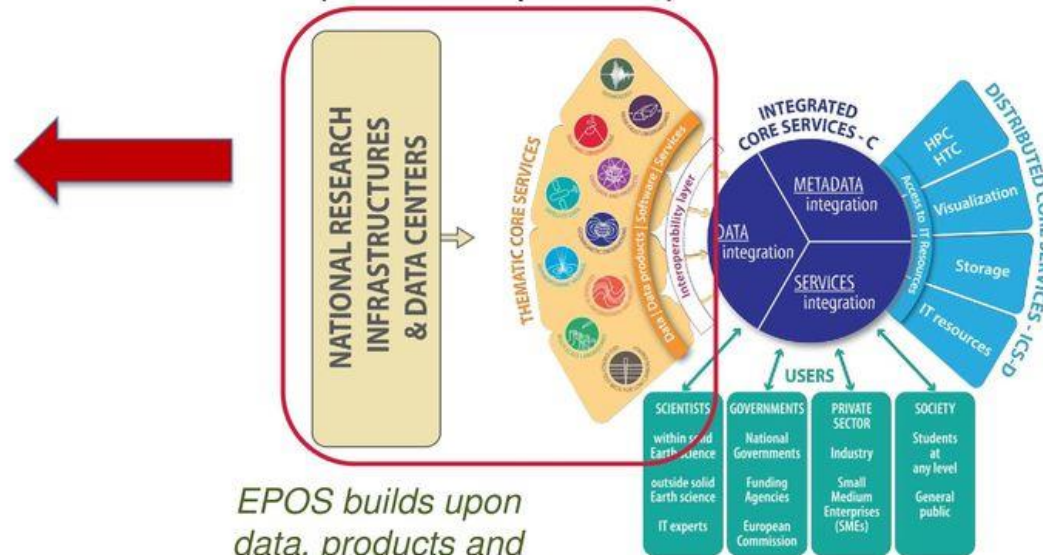 NATIONAL RESEARCH
INFRASTRUCTURES
& DATA CENTERS
THEMATIC CORE SERVICES
Data | Data products | Software | Services
Interoperability layer
INTEGRATED
CORE SERVICES - C
METADATA
integration
DATA
integration
SERVICES
integration
Access to IT Resources
HPC
HTC
Visualization
Storage
IT resources
DISTRIBUTED CORE SERVICES - ICS-D
USERS
SCIENTISTS
within solid
Earth science
outside solid
Earth science
IT experts
GOVERNMENTS
National
Governments
Funding
Agencies
European
Commission
PRIVATE
SECTOR
Industry
Small
Medium
Enterprises
(SMEs)
SOCIETY
Students
at
any level
General
public
EPOS builds upon
data, products and